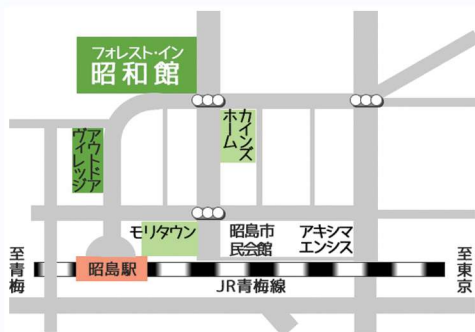 フォレスト・イン
昭和館
カインズ
ホーム
アウトドア
ヴィレッジ
モリタウン
昭島市
民会館
アキシマ
エンシス
至青梅
昭島駅
JR青梅線
至東京